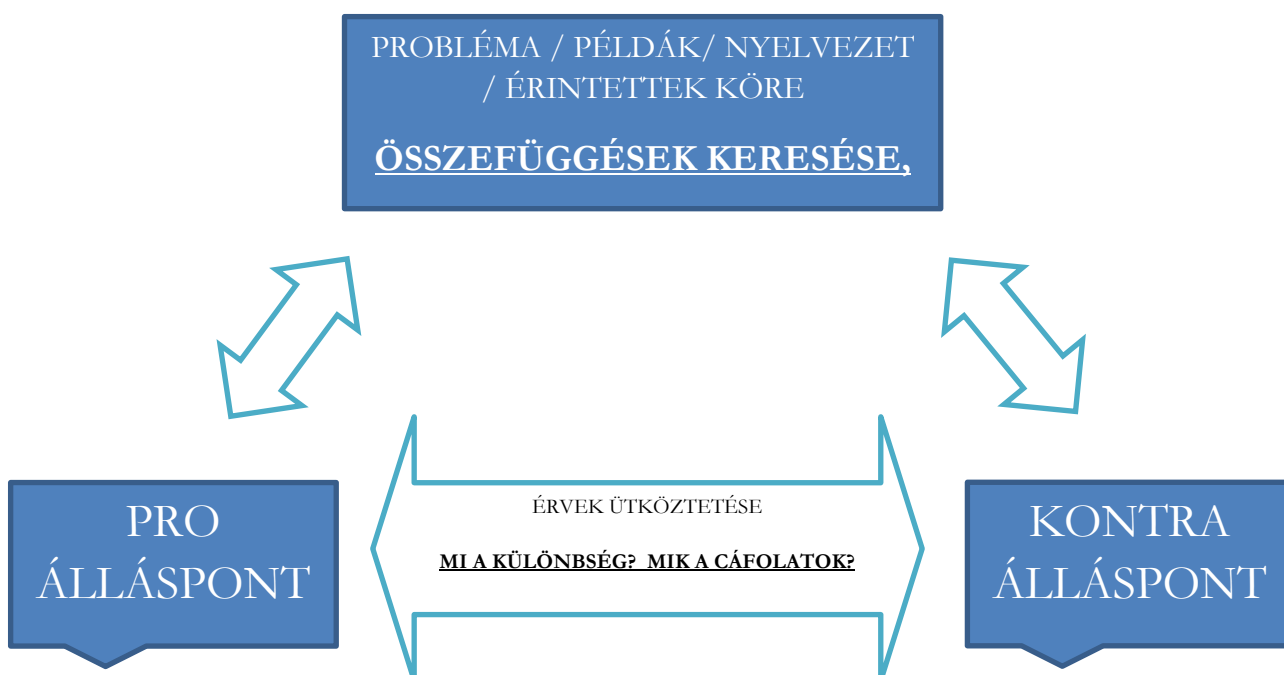 PROBLÉMA / PÉLDÁK/ NYELVEZET
/ ÉRINTETTEK KÖRE
ÖSSZEFÜGGÉSEK KERESÉSE,
PRO
ÁLLÁSPONT
ÉRVEK ÜTKÖZTETÉSE
MI A KÜLÖNBSÉG? MIK A CÁFOLATOK?
KONTRA
ÁLLÁSPONT